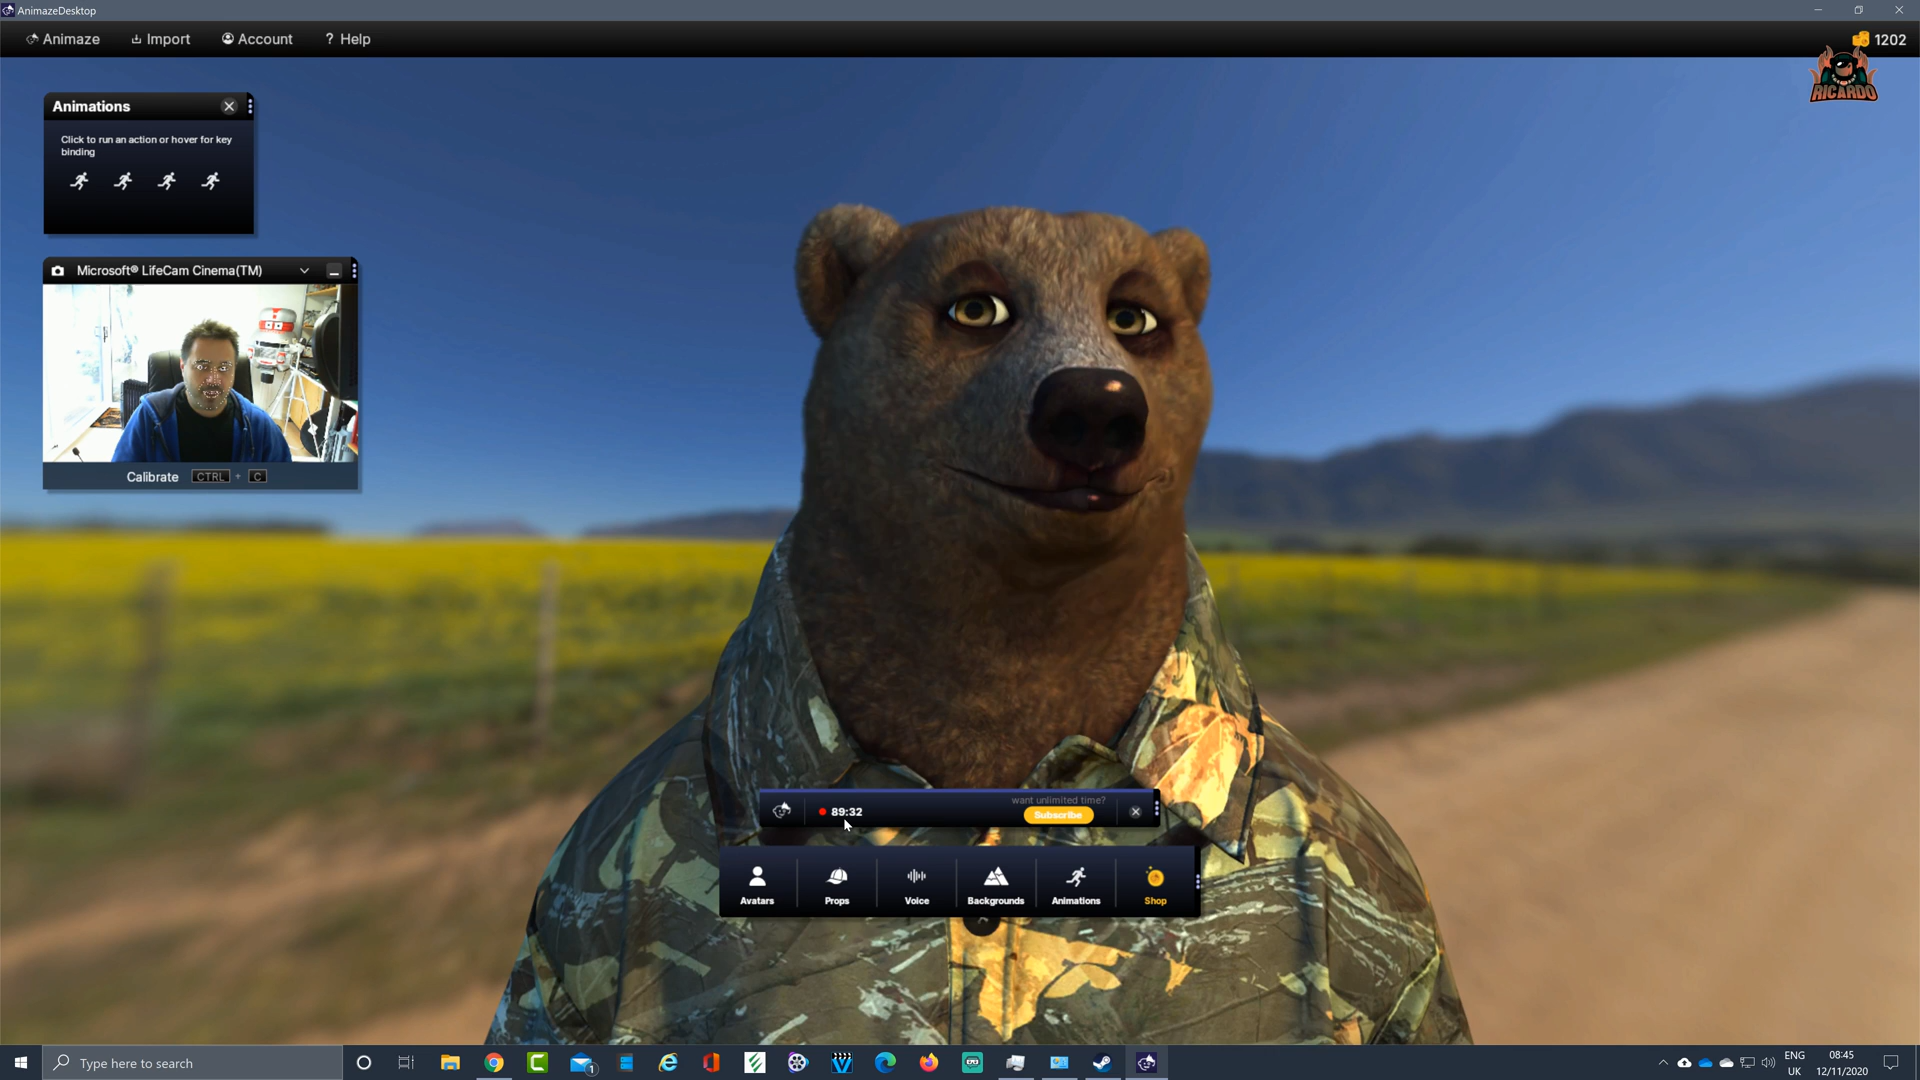 AnimazeDesktop
Animaze Import Account ? Help
1202
RICARDO
Animations
Click to run an action or hover for key
binding
Microsoft® LifeCam Cinema(TM)
Calibrate CTRL + C
want unlimited time?
89:32
Subscribe
Avatars Props Voice Backgrounds Animations Shop
Type here to search
1
ENG
UK
08:45
12/11/2020